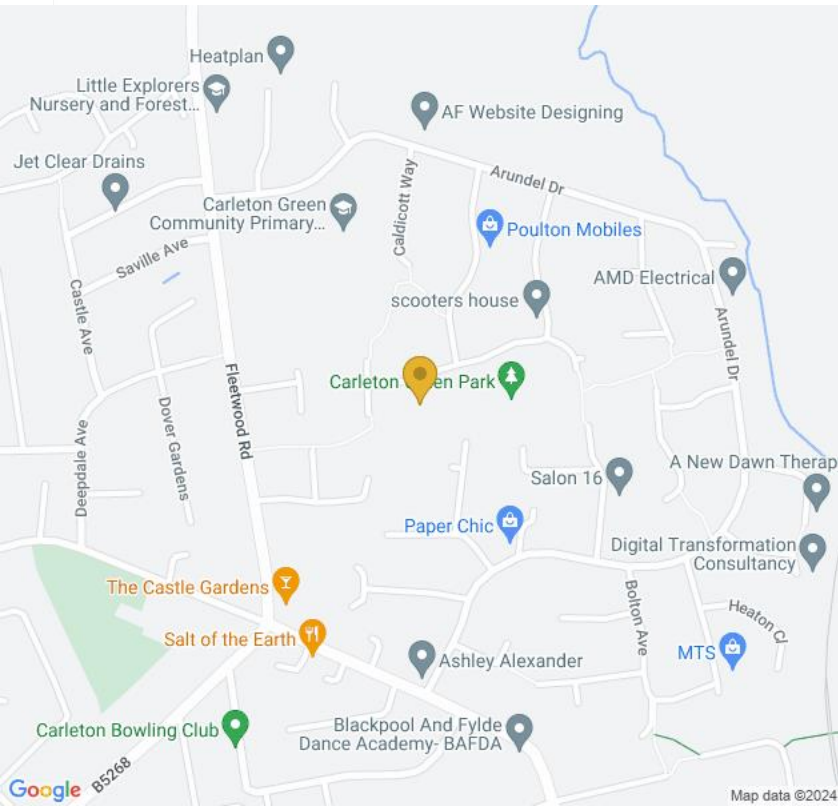 Heatplan
Little Explorers
Nursery and Forest...
AF Website Designing
Jet Clear Drains
Arundel Dr
Caldicott Way
Carleton Green
Community Primary...
Poulton Mobiles
Saville Ave
AMD Electrical
scooters house
Castle Ave
Arundel Dr
Fleetwood Rd
Carleton
en Park
Dover Gardens
Deepdale Ave
A New Dawn Therap
Salon 16
Paper Chic
Digital Transformation
Consultancy
The Castle Gardens
Bolton Ave
Heaton Cl
Salt of the Earth
MTS
Ashley Alexander
Carleton Bowling Club
Blackpool And Fylde
Dance Academy- BAFDA
B5268
Google
Map data ©2024